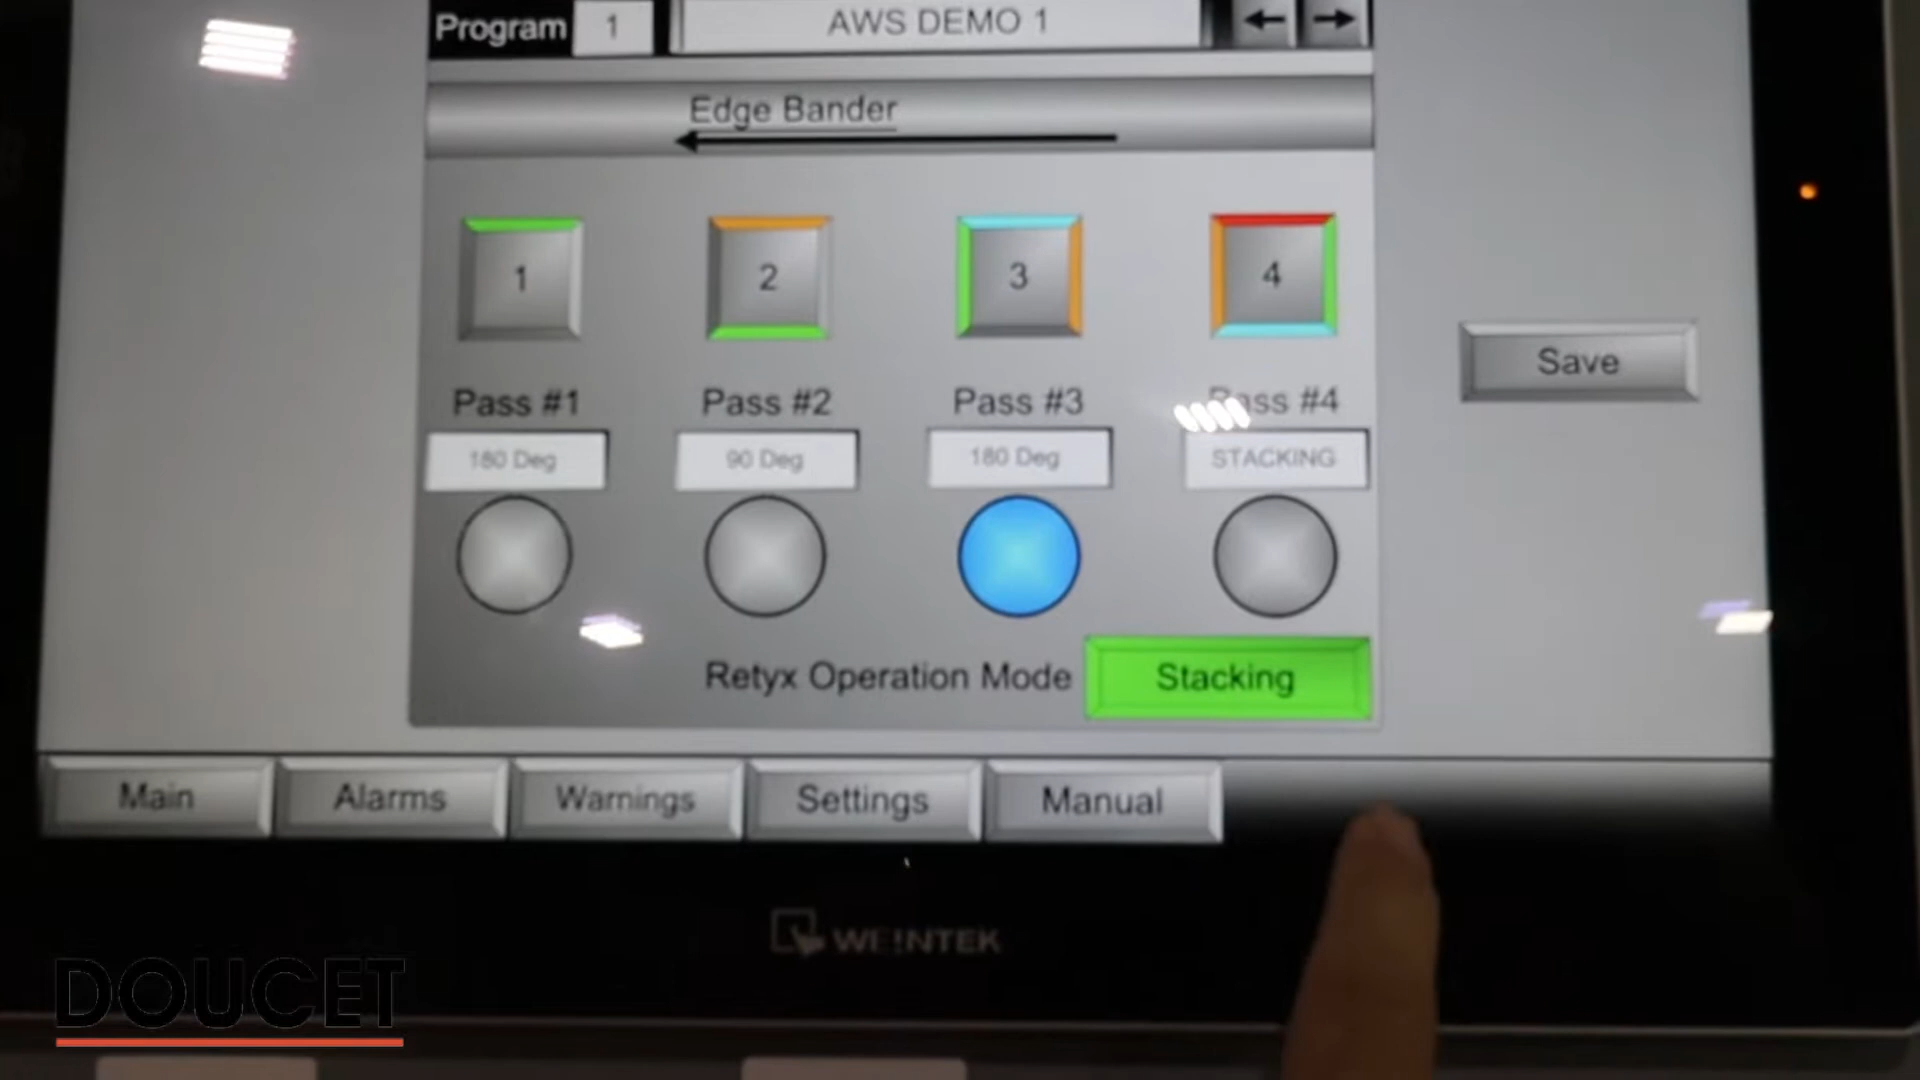 Program 1 AWS DEMO 1
Edge Bander
1 2 3 4
Pass #1 Pass #2 Pass #3 Pass #4
180 Deg 90 Deg 180 Deg STACKING
Save
Retyx Operation Mode Stacking
Main Alarms Warnings Settings Manual
WEINTEK
DOUCET